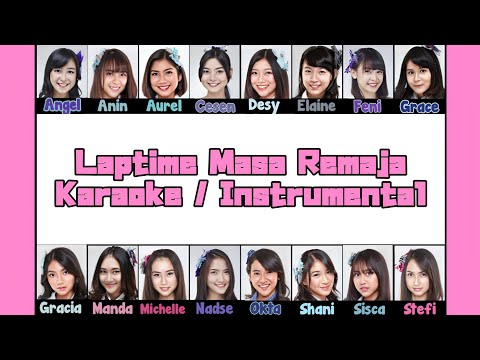 Angel Anin Aurel Cesen Desy Elaine Feni Grace
Laptime Masa Remaja
Karaoke / Instrumental
Gracia Manda Michelle Nadse Okta Shani Sisca Stefi